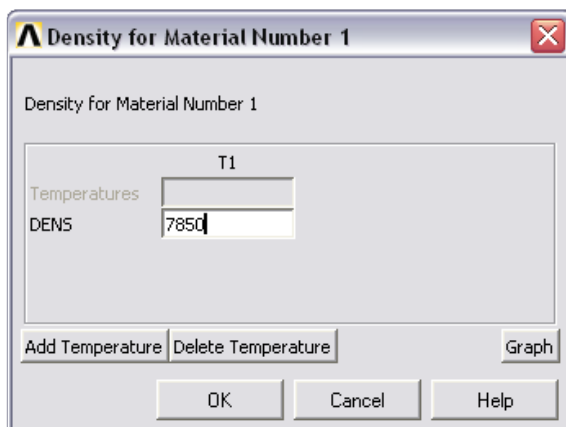 Density for Material Number 1
Density for Material Number 1
T1
Temperatures
DENS 7850
Add Temperature Delete Temperature Graph
OK Cancel Help